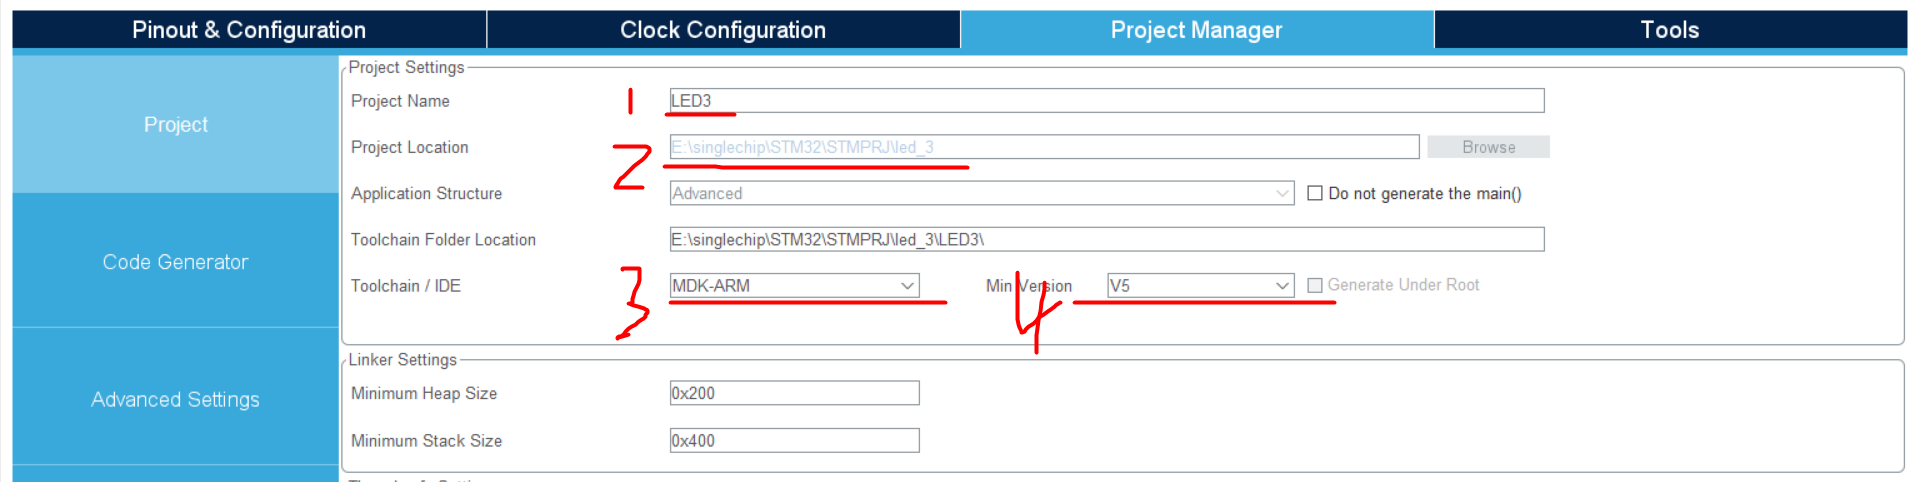 Pinout & Configuration Clock Configuration Project Manager Tools
Project
Code Generator
Advanced Settings
Project Settings
Project Name 1 LED3
Project Location 2 E:\singlechip\STM32\STMPRJ\led_3 Browse
Application Structure Advanced Do not generate the main()
Toolchain Folder Location E:\singlechip\STM32\STMPRJ\led_3\LED3\
Toolchain / IDE 3 MDK-ARM Min Version 4 V5 Generate Under Root
Linker Settings
Minimum Heap Size 0x200
Minimum Stack Size 0x400